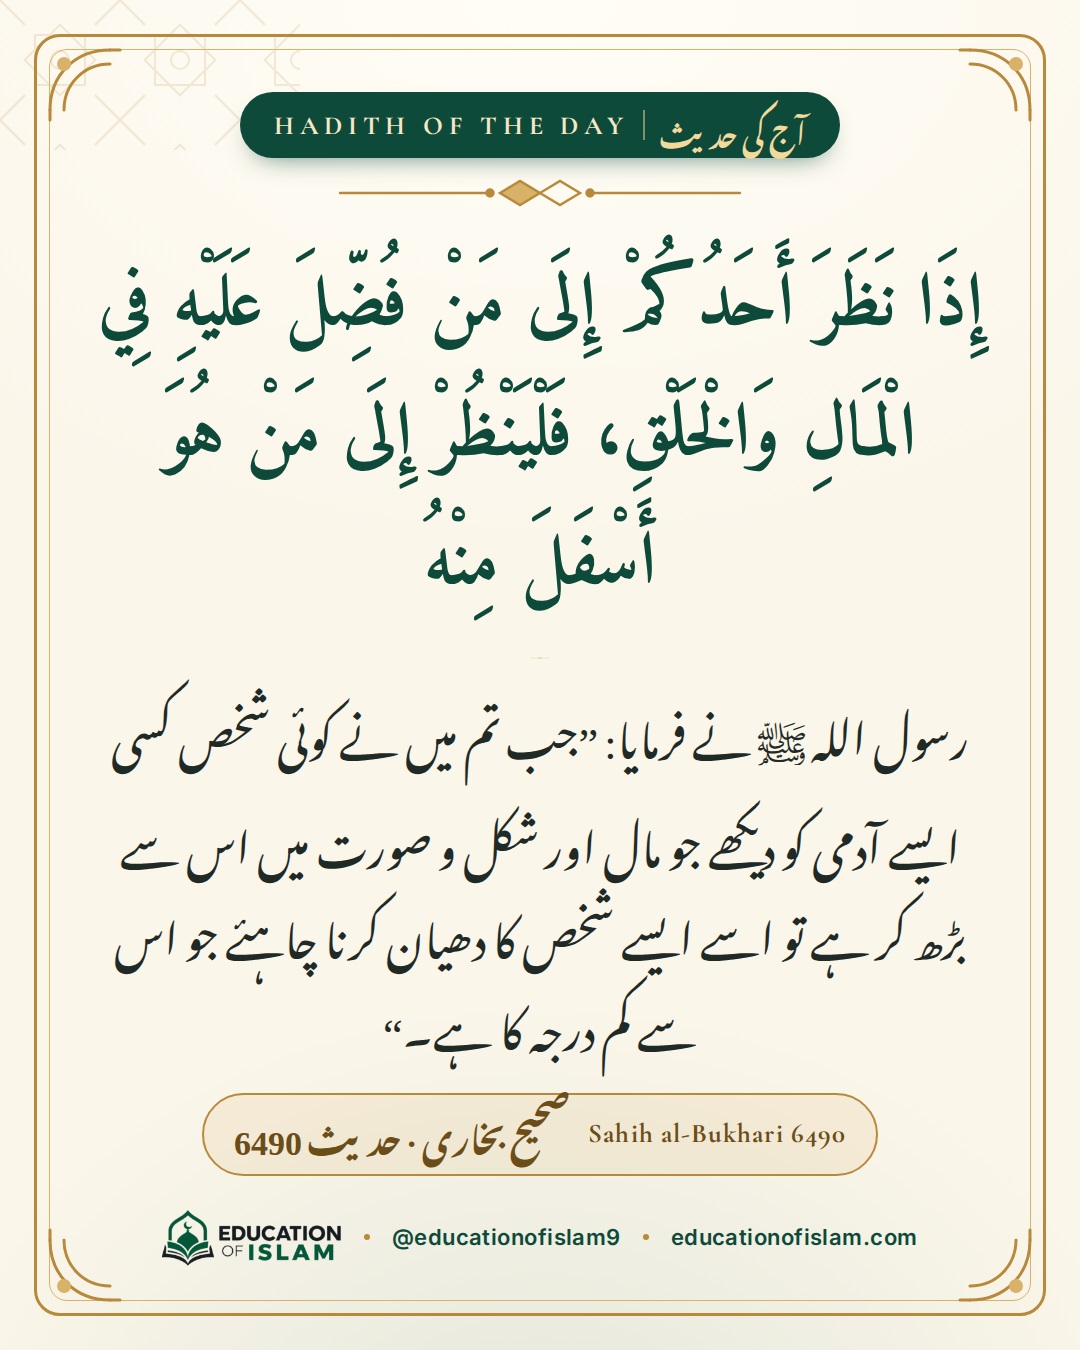 HADITH OF THE DAY | آج کی حدیث
إِذَا نَظَرَ أَحَدُكُمْ إِلَى مَنْ فُضِّلَ عَلَيْهِ فِي
الْمَالِ وَالْخَلْقِ، فَلْيَنْظُرْ إِلَى مَنْ هُوَ
أَسْفَلَ مِنْهُ
رسول اللہ ﷺ نے فرمایا: ”جب تم میں نے کوئی شخص کسی
ایسے آدمی کو دیکھے جو مال اور شکل و صورت میں اس سے
بڑھ کر ہے تو اسے ایسے شخص کا دھیان کرنا چاہئے جو اس
سے کم درجہ کا ہے۔“
صحیح بخاری · حدیث 6490 Sahih al-Bukhari 6490
EDUCATION OF ISLAM • @educationofislam9 • educationofislam.com